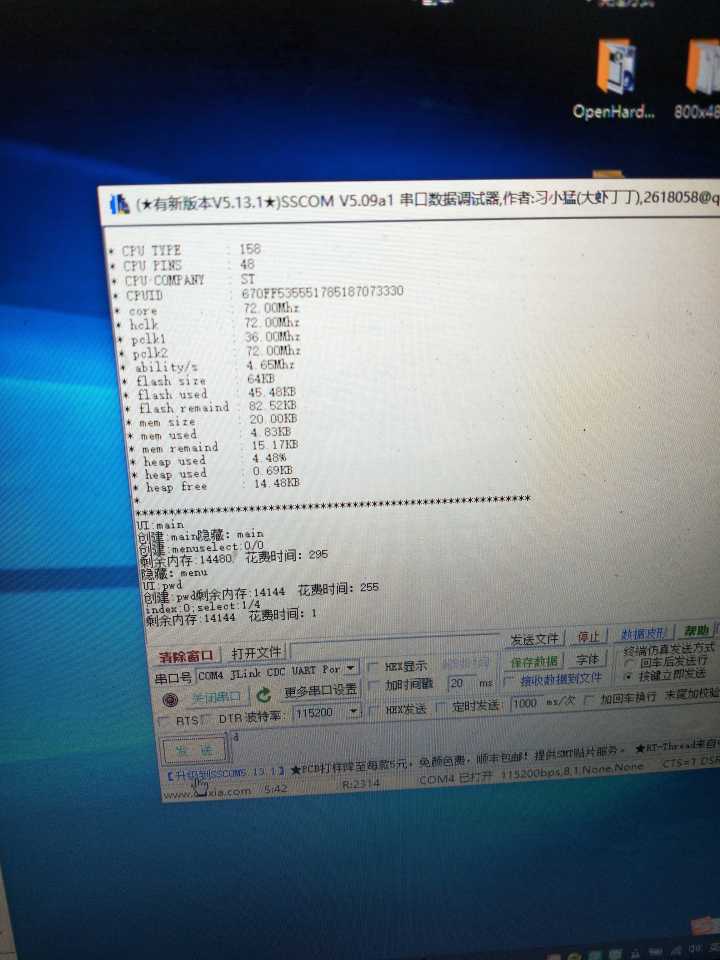 OpenHard...
800x48
(★有新版本V5.13.1★)SSCOM V5.09a1 串口数据调试器,作者:习小猛(大虾丁丁),2618058@q
* CPU TYPE : 158
* CPU PINS : 48
* CPU COMPANY : ST
* CPUID : 670FF535551785187073330
* core : 72.00Mhz
* hclk : 72.00Mhz
* pclk1 : 36.00Mhz
* pclk2 : 72.00Mhz
* ability/s : 4.65Mhz
* flash size : 64KB
* flash used : 45.48KB
* flash remaind : 82.52KB
* mem size : 20.00KB
* mem used : 4.83KB
* mem remaind : 15.17KB
* heap used : 4.48%
* heap used : 0.69KB
* heap free : 14.48KB
*
************************************************************
UI:main
创建:main隐藏: main
创建:menuselect:0/0
剩余内存:14480 花费时间: 295
隐藏: menu
UI:pwd
创建:pwd剩余内存:14144 花费时间: 255
index:0;select:1/4
剩余内存:14144 花费时间: 1
清除窗口 打开文件 发送文件 停止 数据波形 帮助
串口号 COM4 JLink CDC UART Por HEX显示 保存数据 字体 终端仿真发送方式
回车后发送
关闭串口 更多串口设置 加时间戳 20 ms 接收数据到文件 按键立即发送
RTS DTR 波特率: 115200 HEX发送 定时发送: 1000 ms/次 加回车换行 末尾加校验
发 送 d
【升级到SSCOM5.13.1】★PCB打样降至每款5元,免颜色费,顺丰包邮!提供SMT贴片服务。 ★RT-Thread来自
www. xia.com S:42 R:2314 COM4 已打开 115200bps,8,1,None,None CTS=1 DSR